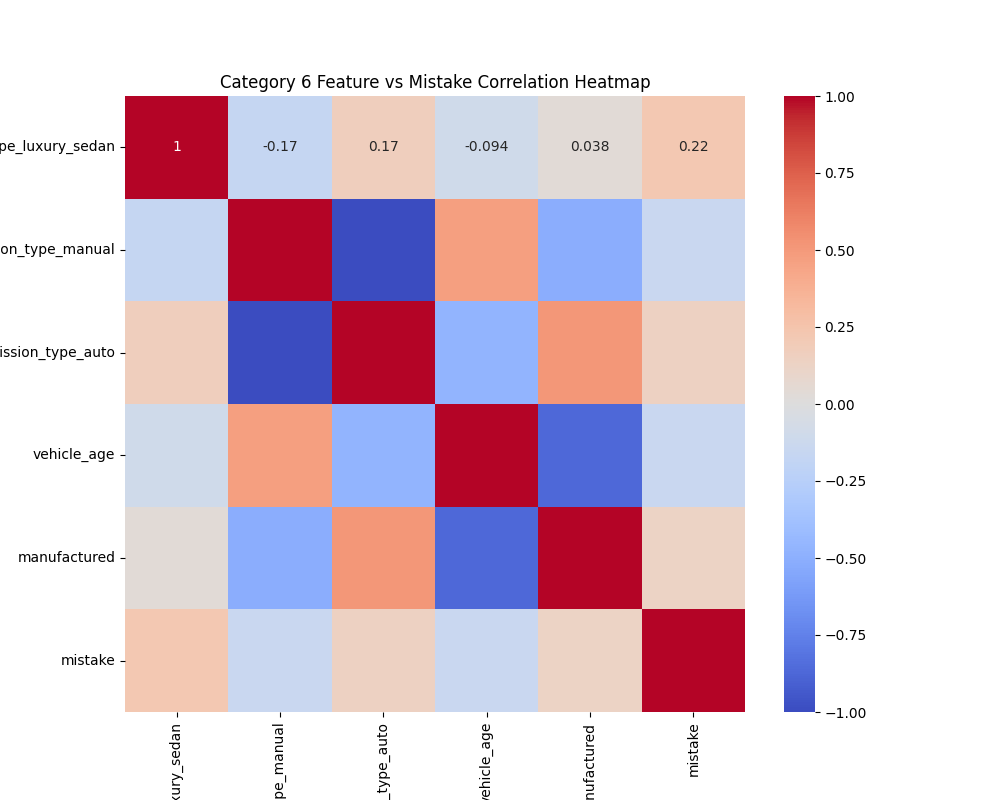 Category 6 Feature vs Mistake Correlation Heatmap
pe_luxury_sedan 1 -0.17 0.17 -0.094 0.038 0.22
on_type_manual
ission_type_auto
vehicle_age
manufactured
mistake
xury_sedan pe_manual _type_auto vehicle_age nufactured mistake
1.00
0.75
0.50
0.25
0.00
−0.25
−0.50
−0.75
−1.00